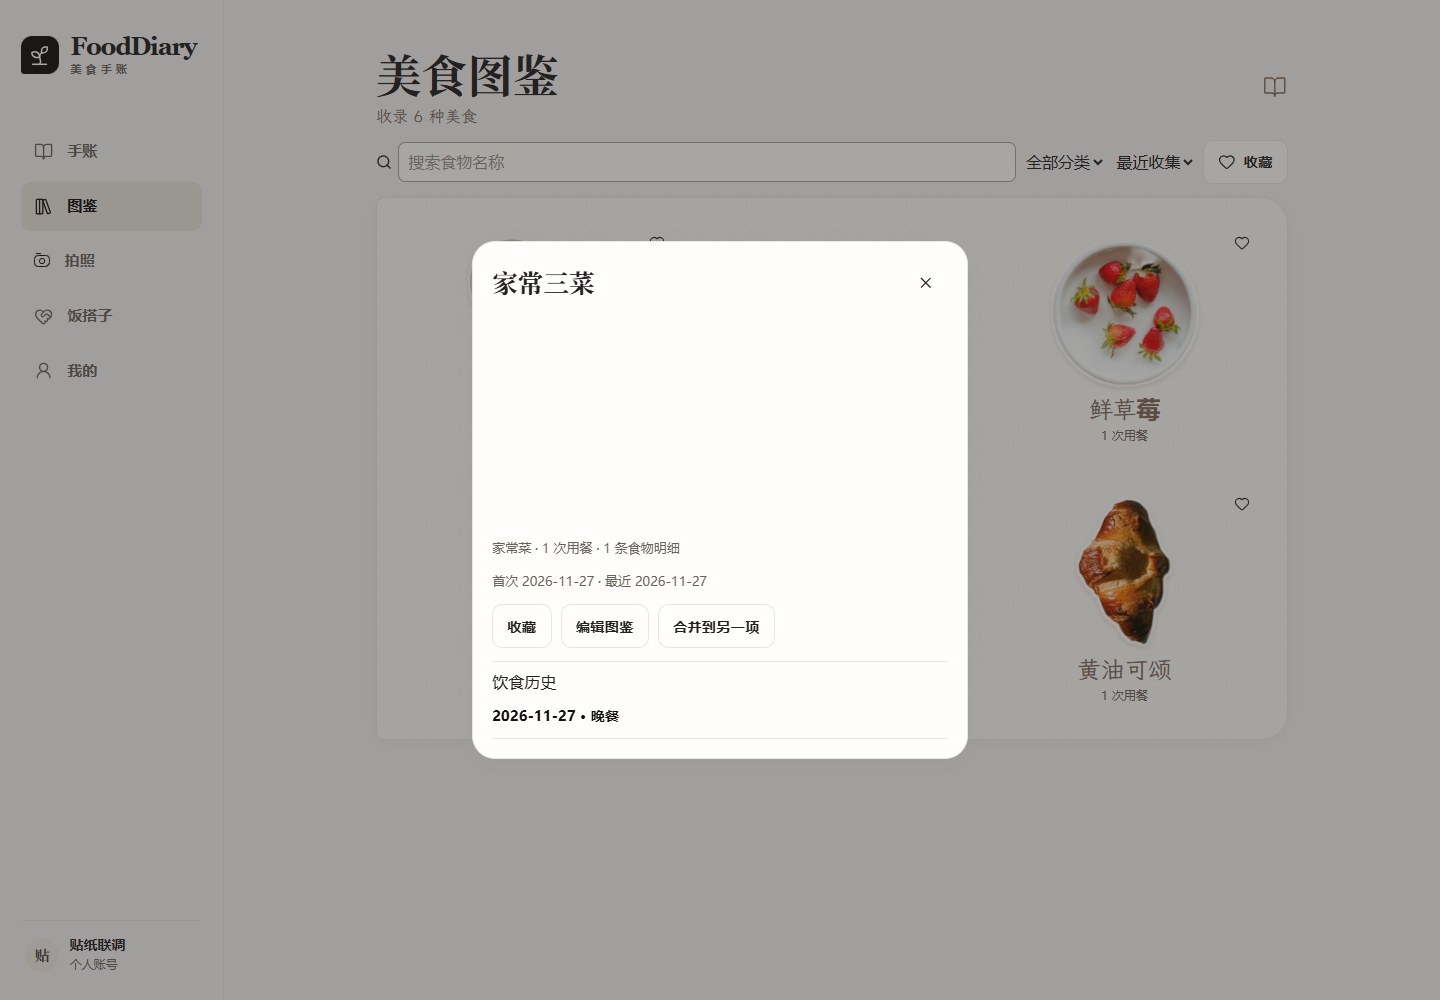 FoodDiary
美食手账
手账
图鉴
拍照
饭搭子
我的
贴
贴纸联调
个人账号
美食图鉴
收录 6 种美食
搜索食物名称
全部分类
最近收集
收藏
鲜草莓
1 次用餐
黄油可颂
1 次用餐
家常三菜
家常菜 · 1 次用餐 · 1 条食物明细
首次 2026-11-27 · 最近 2026-11-27
收藏
编辑图鉴
合并到另一项
饮食历史
2026-11-27 • 晚餐